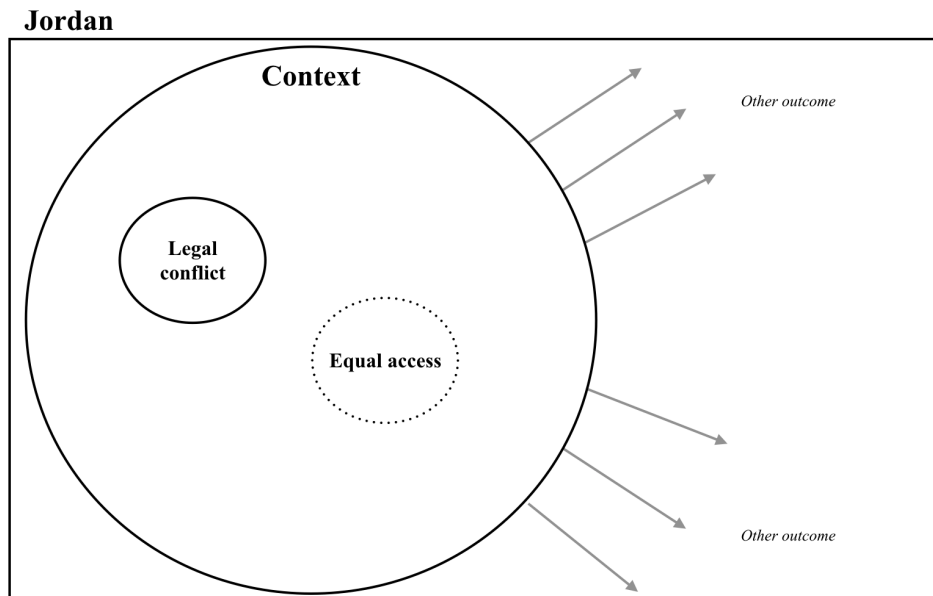 Jordan
Context
Other outcome
Legal
conflict
Equal access
Other outcome